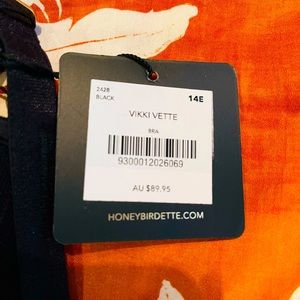 2428
BLACK
14E
VIKKI VETTE
BRA
9300012026069
AU $89.95
HONEYBIRDETTE.COM